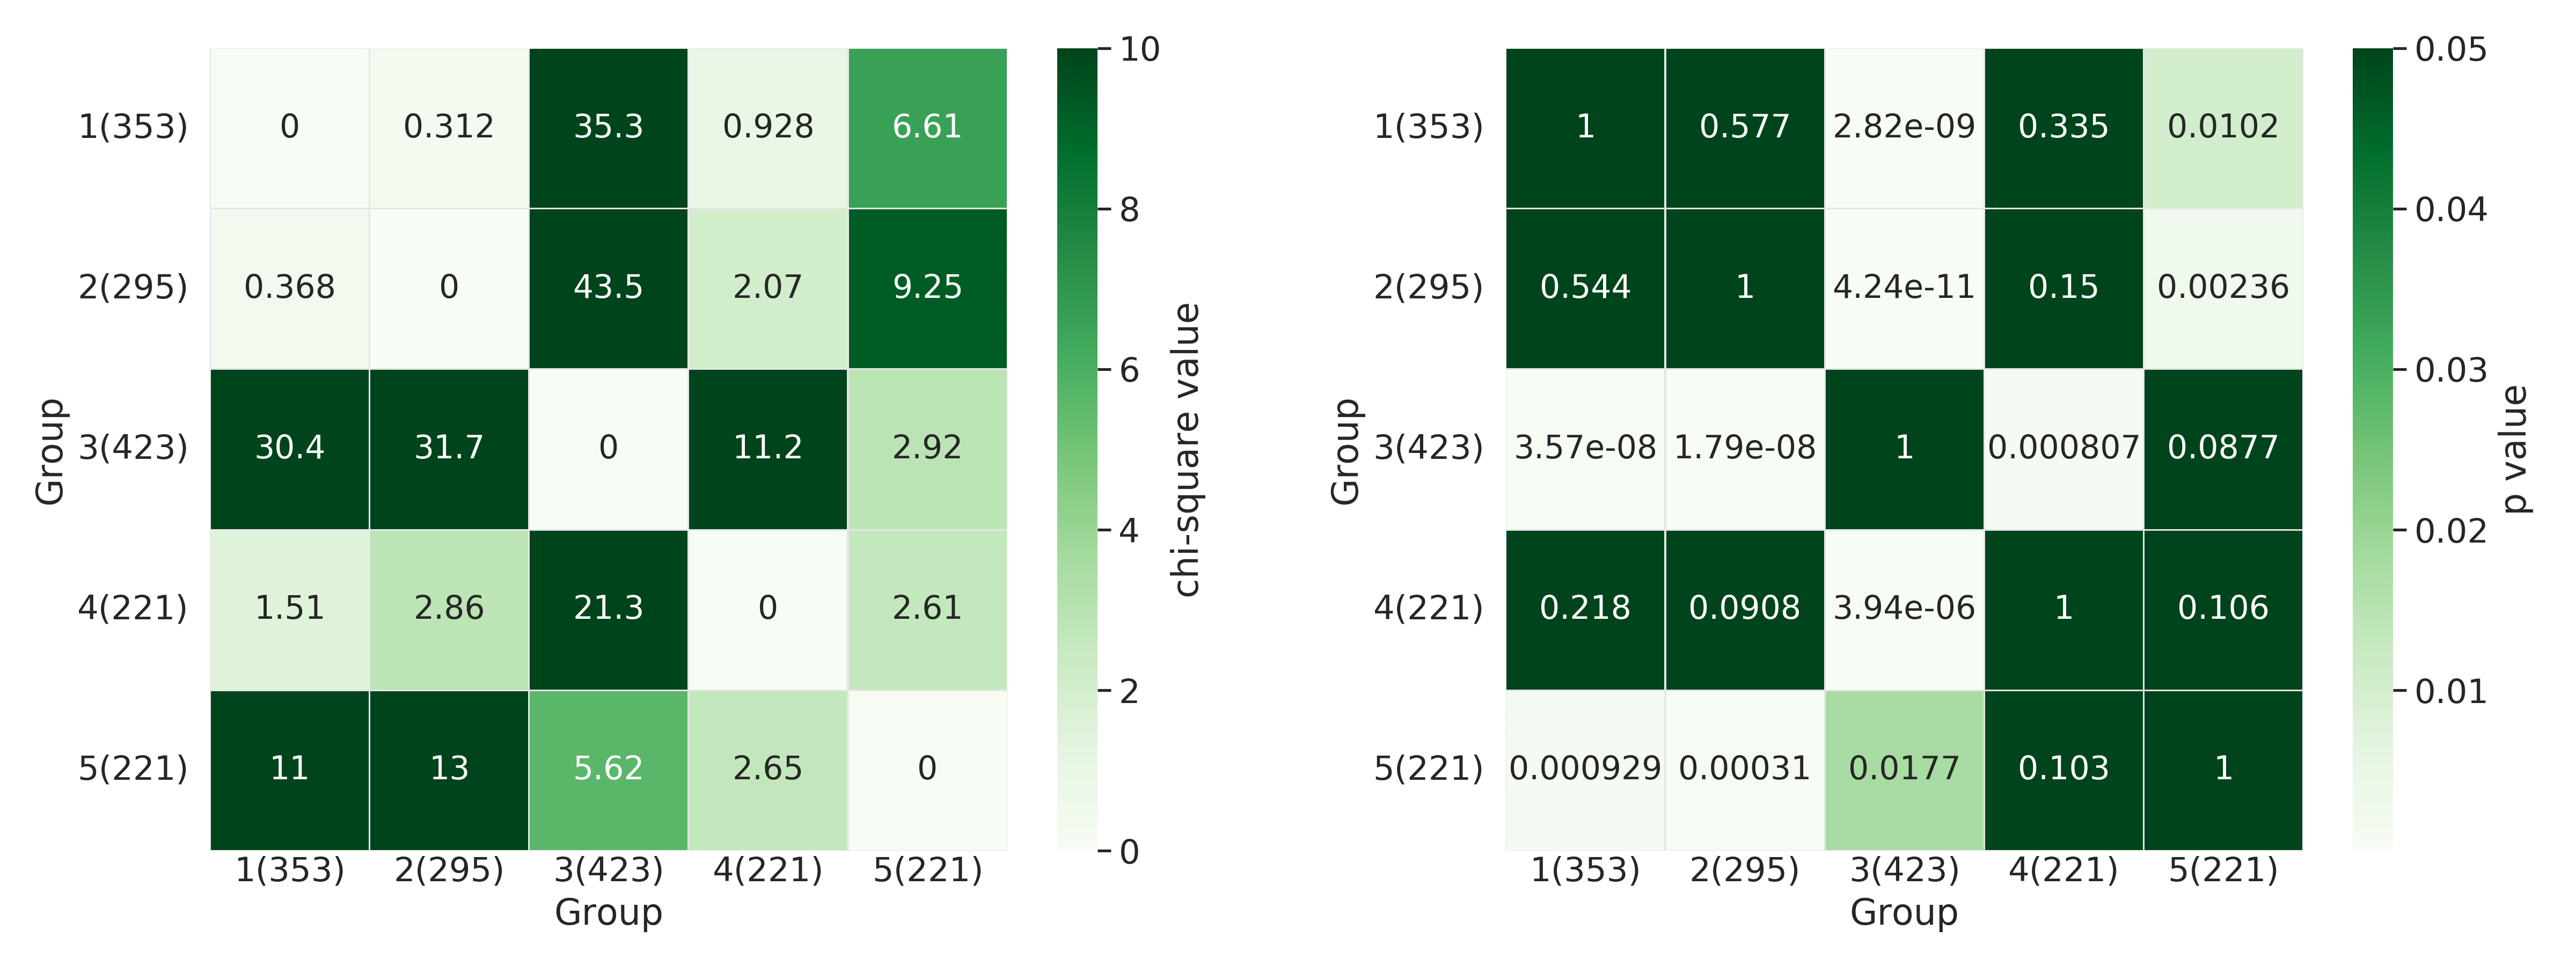 10
1(353) 0 0.312 35.3 0.928 6.61
8
2(295) 0.368 0 43.5 2.07 9.25
6
3(423) 30.4 31.7 0 11.2 2.92
4
4(221) 1.51 2.86 21.3 0 2.61
2
5(221) 11 13 5.62 2.65 0
0
1(353) 2(295) 3(423) 4(221) 5(221)
Group
Group
chi-square value
0.05
1(353) 1 0.577 2.82e-09 0.335 0.0102
0.04
2(295) 0.544 1 4.24e-11 0.15 0.00236
0.03
3(423) 3.57e-08 1.79e-08 1 0.000807 0.0877
0.02
4(221) 0.218 0.0908 3.94e-06 1 0.106
0.01
5(221) 0.000929 0.00031 0.0177 0.103 1
1(353) 2(295) 3(423) 4(221) 5(221)
Group
Group
p value